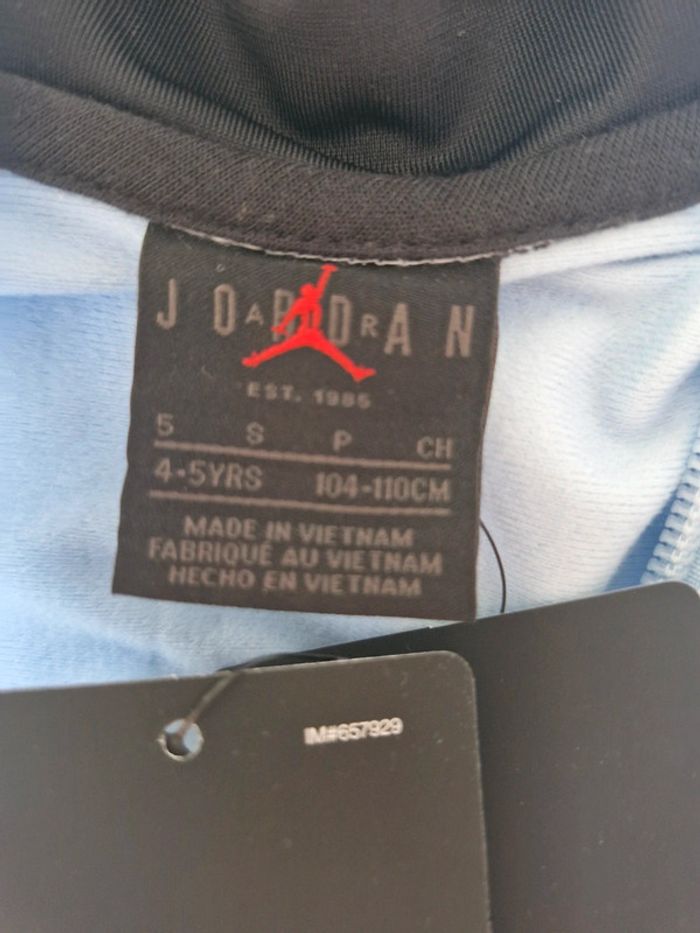 JORDAN
AIR
EST. 1985
5 S P CH
4-5YRS 104-110CM
MADE IN VIETNAM
FABRIQUÉ AU VIETNAM
HECHO EN VIETNAM
IM#657929